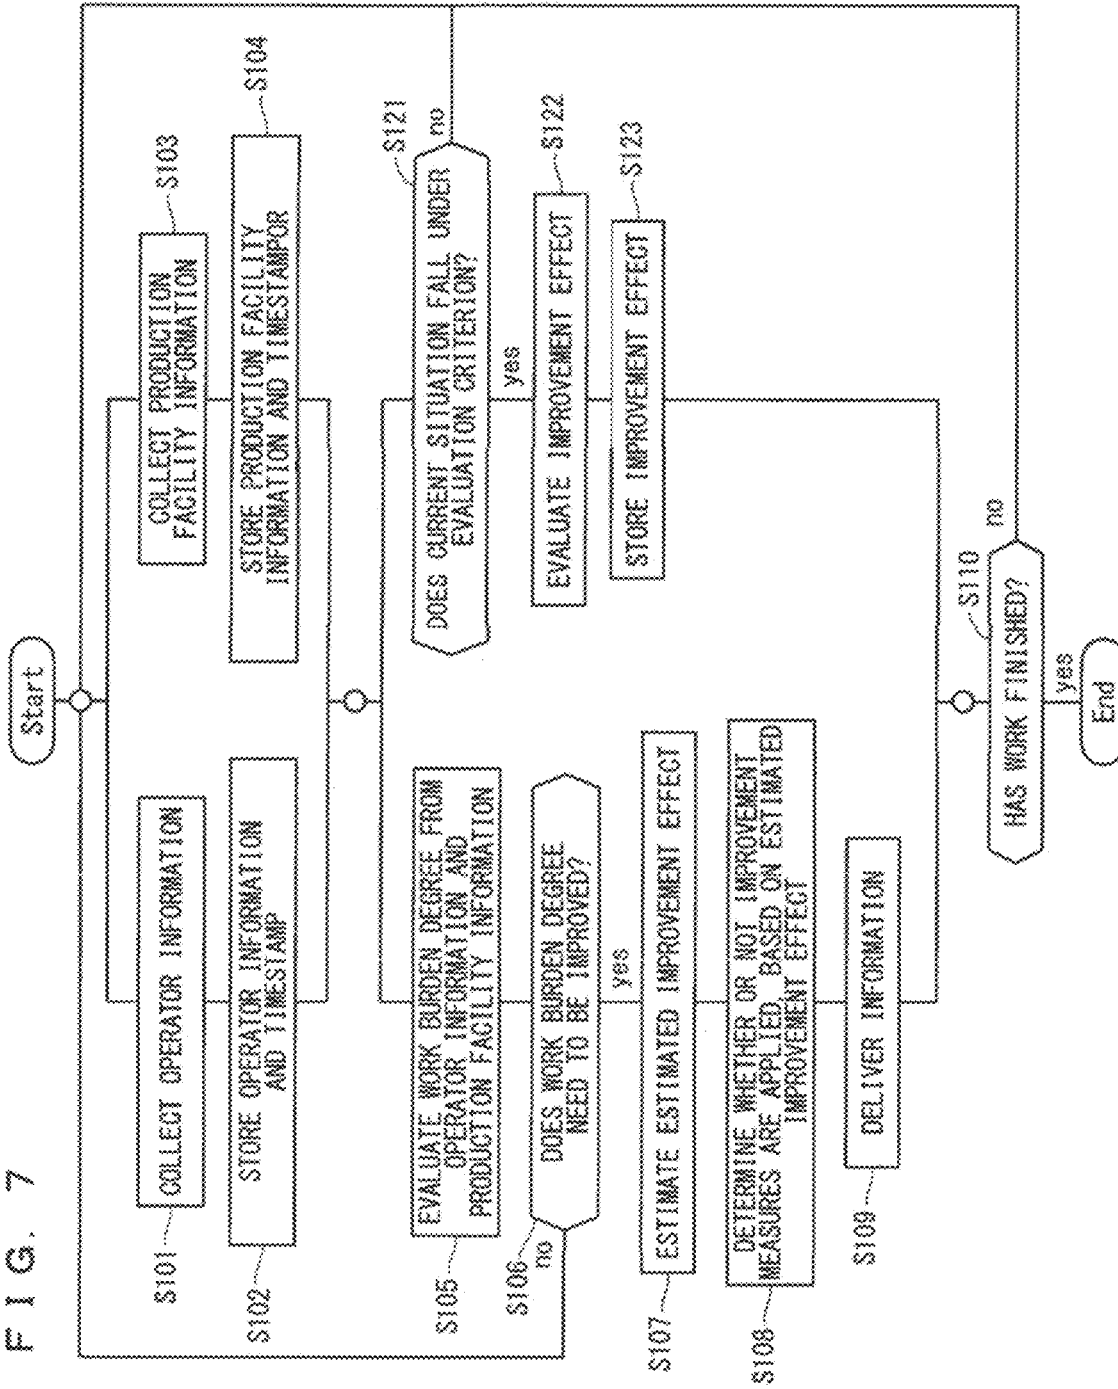 FIG. 7
Start
S101
COLLECT OPERATOR INFORMATION
S102
STORE OPERATOR INFORMATION
AND TIMESTAMP
COLLECT PRODUCTION
FACILITY INFORMATION
S103
STORE PRODUCTION FACILITY
INFORMATION AND TIMESTAMPOR
S104
S105
EVALUATE WORK BURDEN DEGREE FROM
OPERATOR INFORMATION AND
PRODUCTION FACILITY INFORMATION
S106
no
DOES WORK BURDEN DEGREE
NEED TO BE IMPROVED?
yes
S107
ESTIMATE ESTIMATED IMPROVEMENT EFFECT
S108
DETERMINE WHETHER OR NOT IMPROVEMENT
MEASURES ARE APPLIED, BASED ON ESTIMATED
IMPROVEMENT EFFECT
S109
DELIVER INFORMATION
S121
DOES CURRENT SITUATION FALL UNDER
EVALUATION CRITERION?
no
yes
EVALUATE IMPROVEMENT EFFECT
S122
STORE IMPROVEMENT EFFECT
S123
S110
HAS WORK FINISHED?
no
yes
End